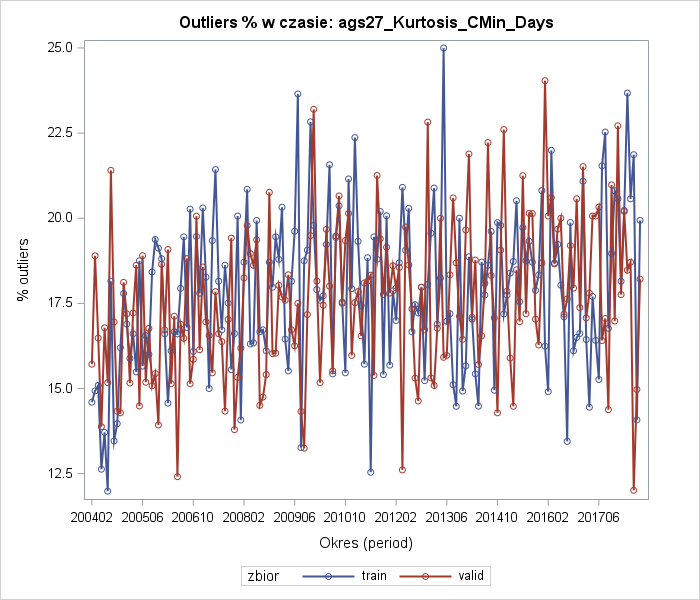 Outliers % w czasie: ags27_Kurtosis_CMin_Days
% outliers
25.0
22.5
20.0
17.5
15.0
12.5
200402 200506 200610 200802 200906 201010 201202 201306 201410 201602 201706
Okres (period)
zbior train valid